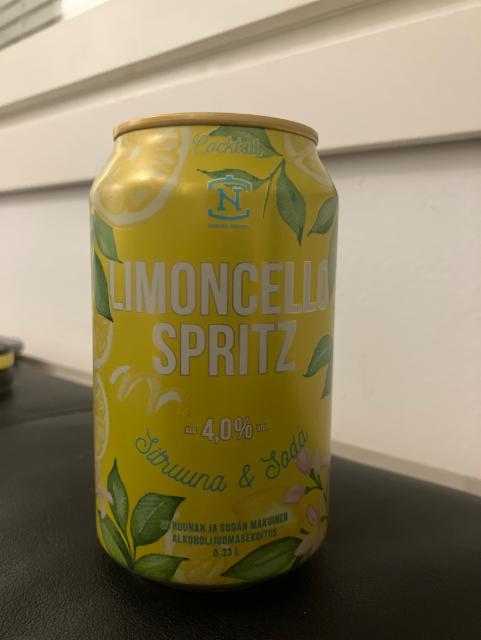 Cocktails
N
LIMONCELLO
SPRITZ
ALC 4,0% VOL
Sitruuna & Soda
SITRUUNAN JA SODAN MAKUINEN
ALKOHOLIJUOMASEKOITUS
0,33 L